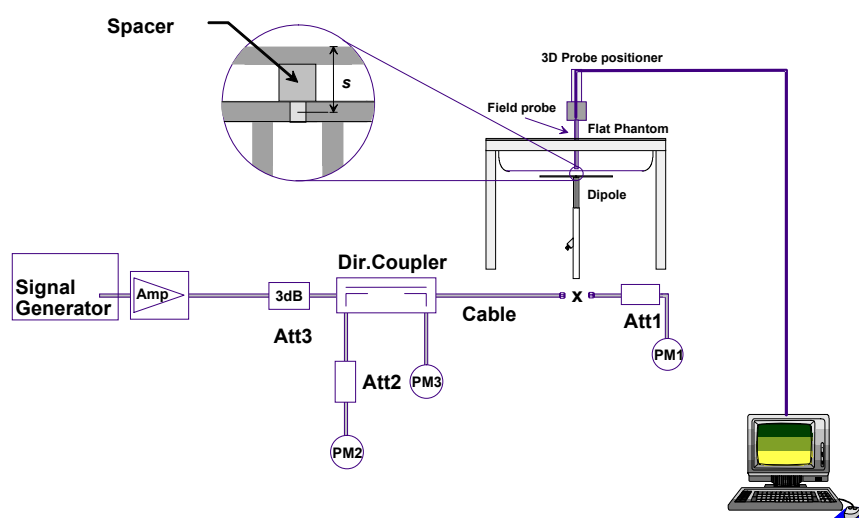 Spacer
s
3D Probe positioner
Field probe
Flat Phantom
Dipole
Dir.Coupler
Signal
Generator
Amp
3dB
Cable
x
Att1
Att3
PM1
Att2
PM3
PM2